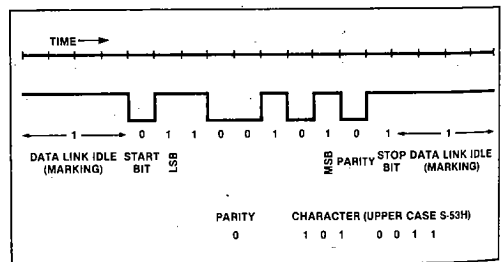 TIME
1 0 1 1 0 0 1 0 1 0 1 1
DATA LINK IDLE START LSB MSB PARITY STOP DATA LINK IDLE
(MARKING) BIT BIT (MARKING)
PARITY CHARACTER (UPPER CASE S-53H)
0 1 0 1 0 0 1 1